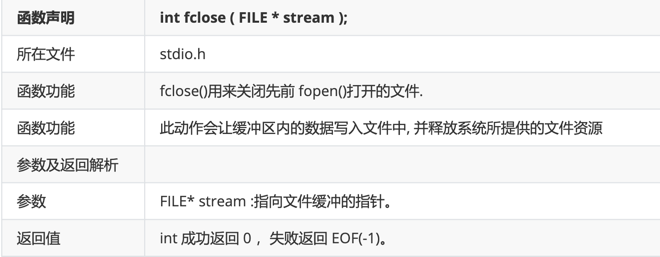 函数声明 int fclose ( FILE * stream );
所在文件 stdio.h
函数功能 fclose()用来关闭先前 fopen()打开的文件.
函数功能 此动作会让缓冲区内的数据写入文件中, 并释放系统所提供的文件资源
参数及返回解析
参数 FILE* stream :指向文件缓冲的指针。
返回值 int 成功返回 0 ，失败返回 EOF(-1)。